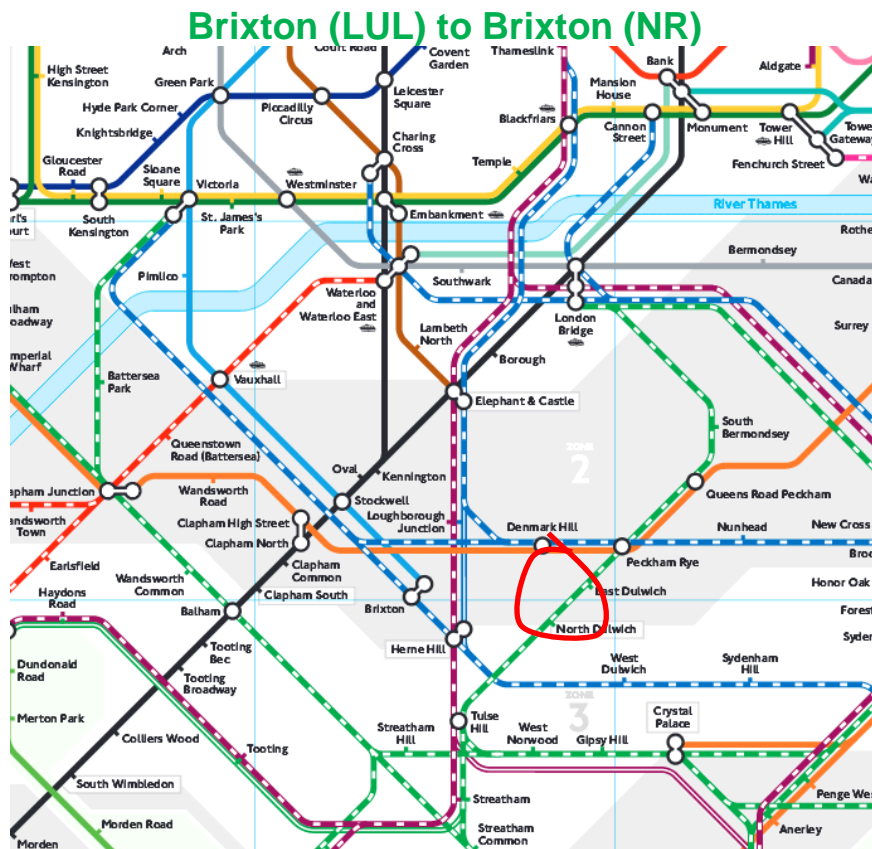 Brixton (LUL) to Brixton (NR)
Arch
Court Road
Covent
Garden
Thameslink
Bank
Aldgate
High Street
Kensington
Green Park
Leicester
Square
Mansion
House
Hyde Park Corner
Piccadilly
Circus
Blackfriars
Cannon
Street
Monument
Tower
Hill
Tower
Gateway
Knightsbridge
Charing
Cross
Fenchurch Street
Gloucester
Road
Sloane
Square
Victoria
Westminster
Temple
South
Kensington
St. James's
Park
Embankment
River Thames
Bermondsey
Pimlico
Southwark
Waterloo
and
Waterloo East
London
Bridge
Canada
Surrey
Lambeth
North
Borough
Battersea
Park
Vauxhall
Elephant & Castle
South
Bermondsey
ZONE
2
Queenstown
Road (Battersea)
Oval
Kennington
Wandsworth
Road
Stockwell
Queens Road Peckham
Clapham High Street
Loughborough
Junction
Denmark Hill
Nunhead
New Cross
Clapham North
Peckham Rye
Clapham
Common
Earlsfield
Wandsworth
Common
Clapham South
Brixton
East Dulwich
Honor Oak
Haydons
Road
Balham
North Dulwich
Forest
Tooting
Bec
Herne Hill
West
Dulwich
Sydenham
Hill
Dundonald
Road
Tooting
Broadway
ZONE
3
Merton Park
Colliers Wood
Tooting
Streatham
Hill
Tulse
Hill
West
Norwood
Gipsy Hill
Crystal
Palace
South Wimbledon
Streatham
Penge West
Morden Road
Streatham
Common
Anerley
Morden